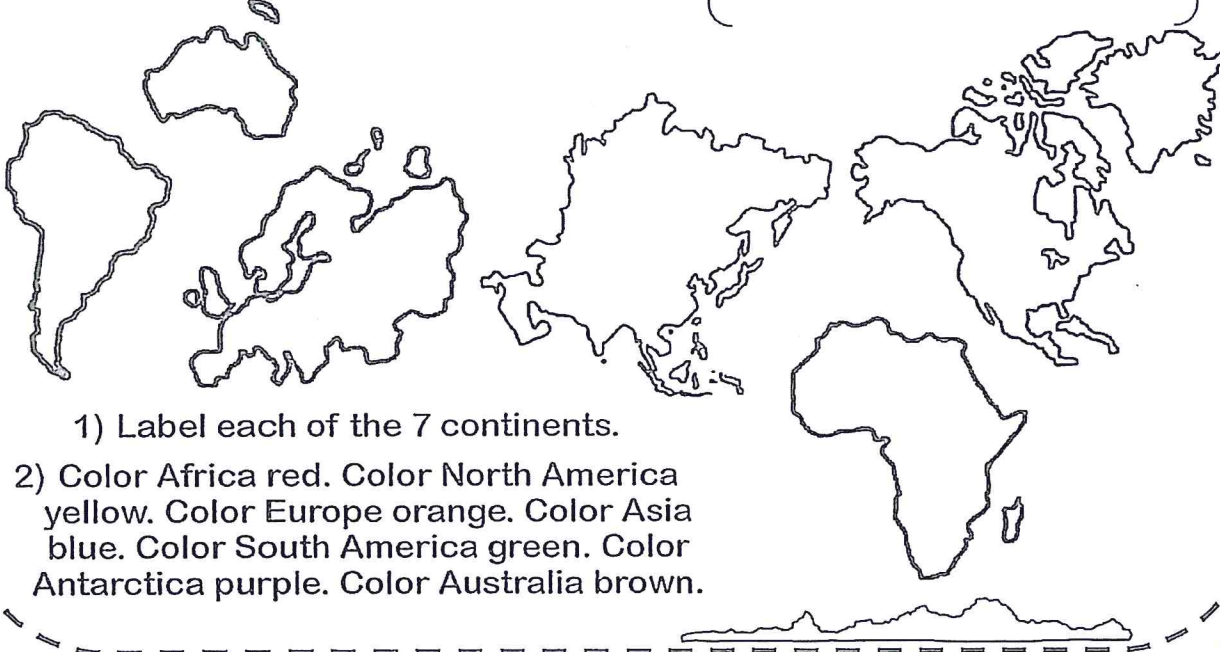 1) Label each of the 7 continents.
2) Color Africa red. Color North America
yellow. Color Europe orange. Color Asia
blue. Color South America green. Color
Antarctica purple. Color Australia brown.